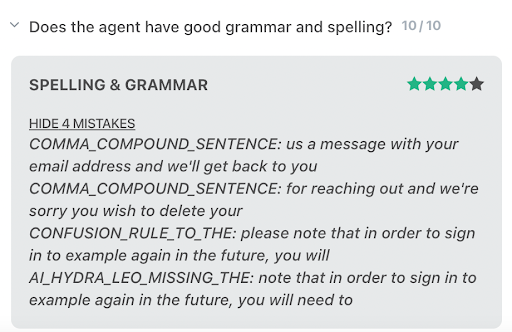 Does the agent have good grammar and spelling? 10/10
SPELLING & GRAMMAR
HIDE 4 MISTAKES
COMMA_COMPOUND_SENTENCE: us a message with your
email address and we'll get back to you
COMMA_COMPOUND_SENTENCE: for reaching out and we're
sorry you wish to delete your
CONFUSION_RULE_TO_THE: please note that in order to sign
in to example again in the future, you will
AI_HYDRA_LEO_MISSING_THE: note that in order to sign in to
example again in the future, you will need to